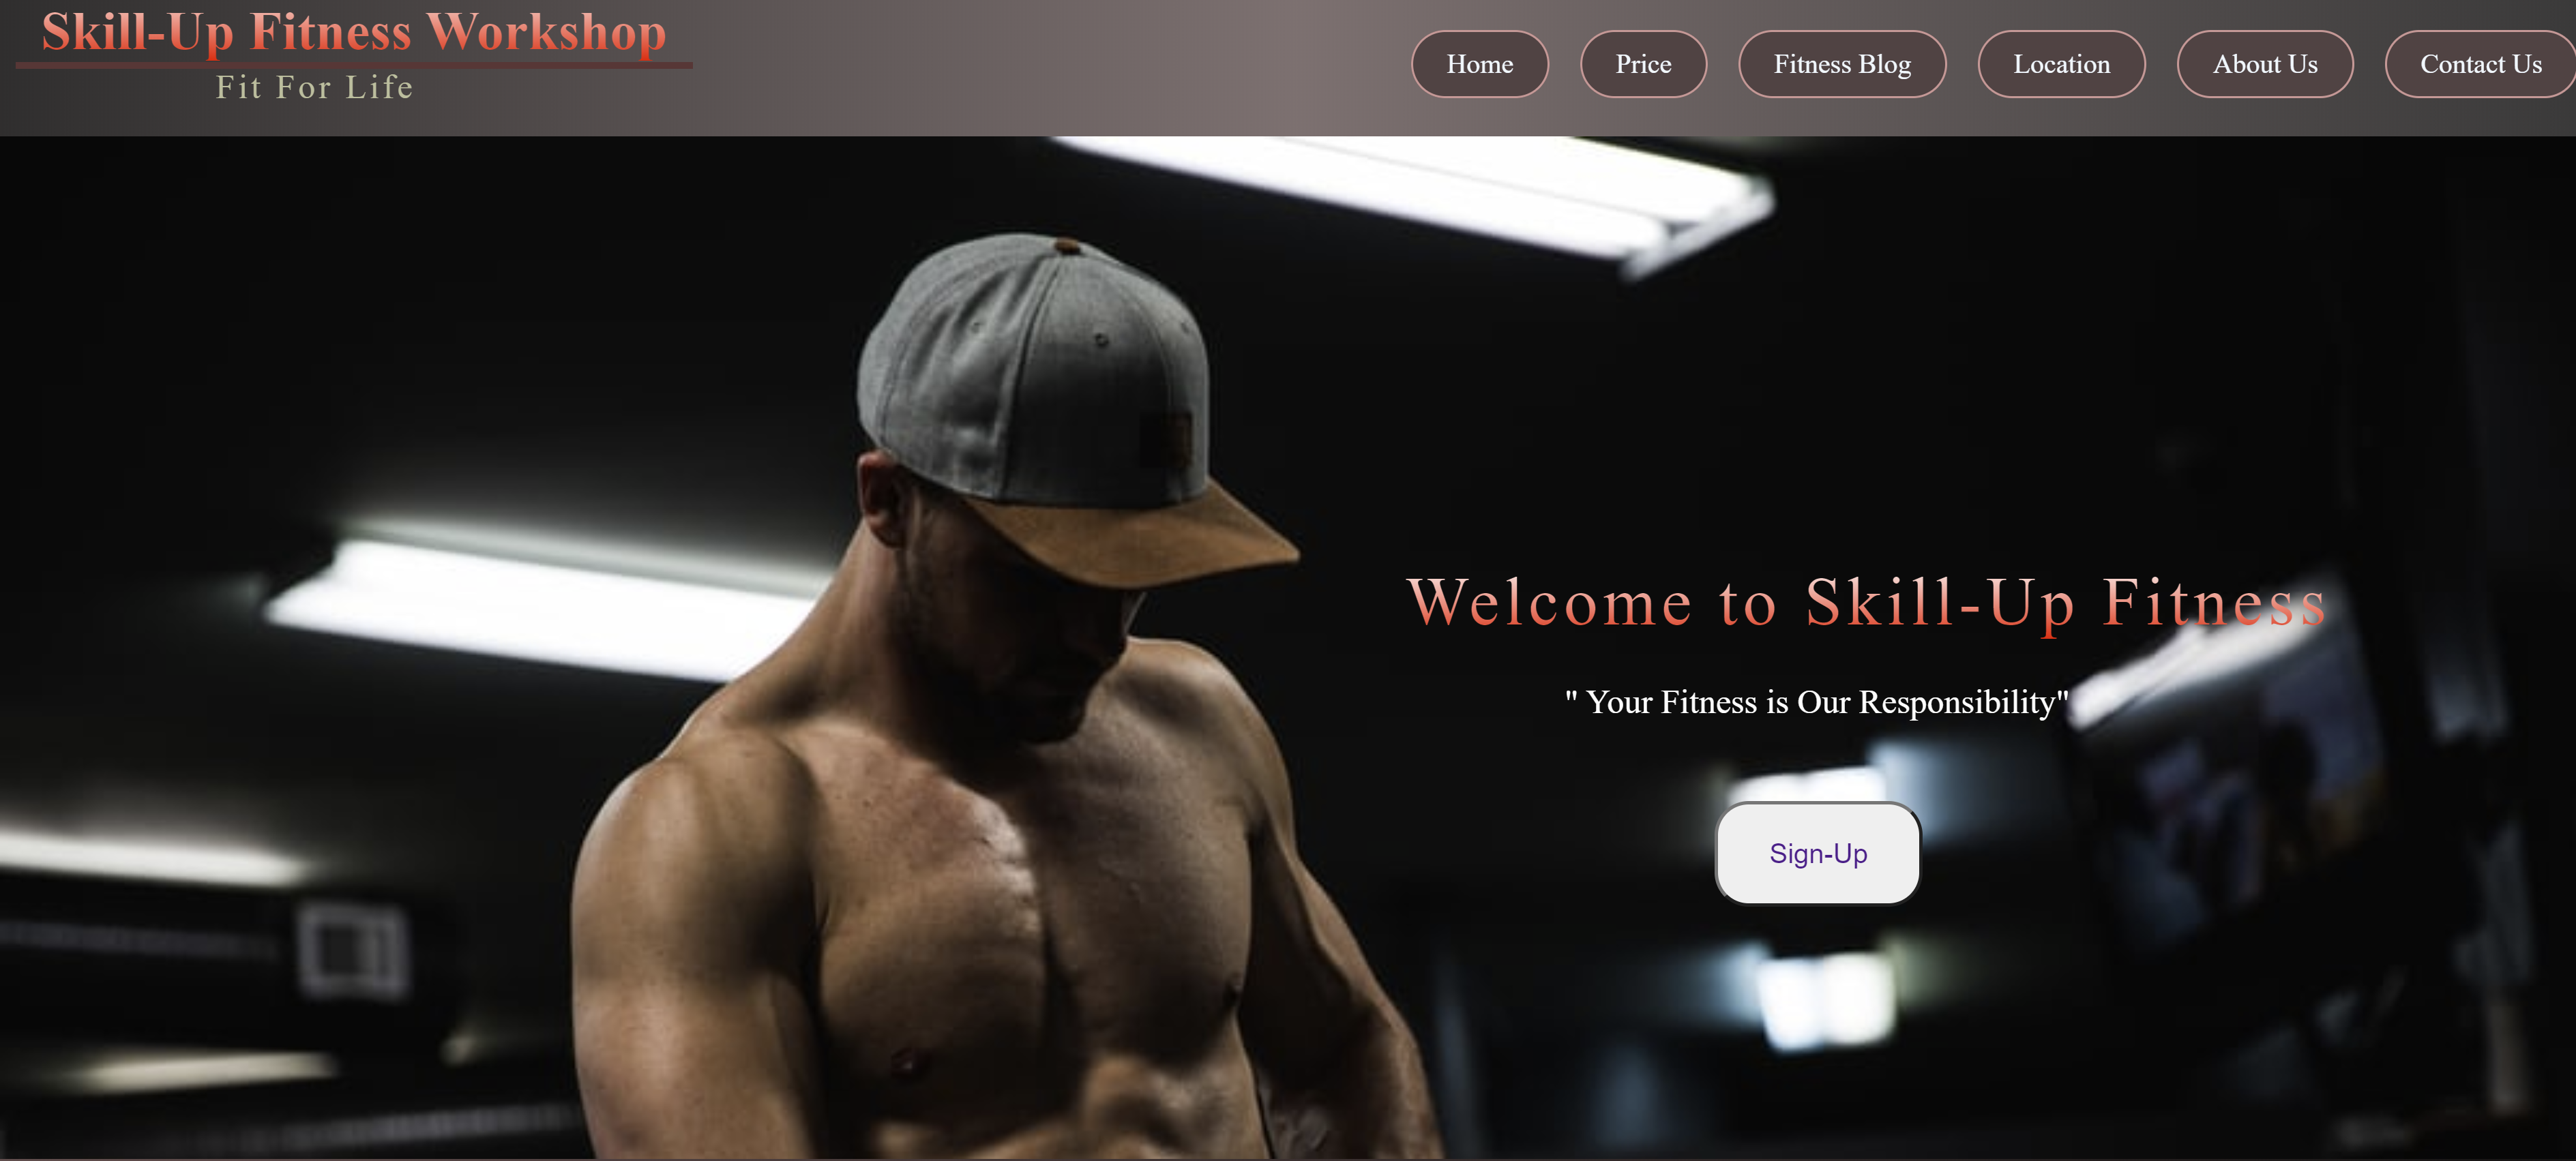 Skill-Up Fitness Workshop
Fit For Life
Home Price Fitness Blog Location About Us Contact Us
Welcome to Skill-Up Fitness
" Your Fitness is Our Responsibility"
Sign-Up